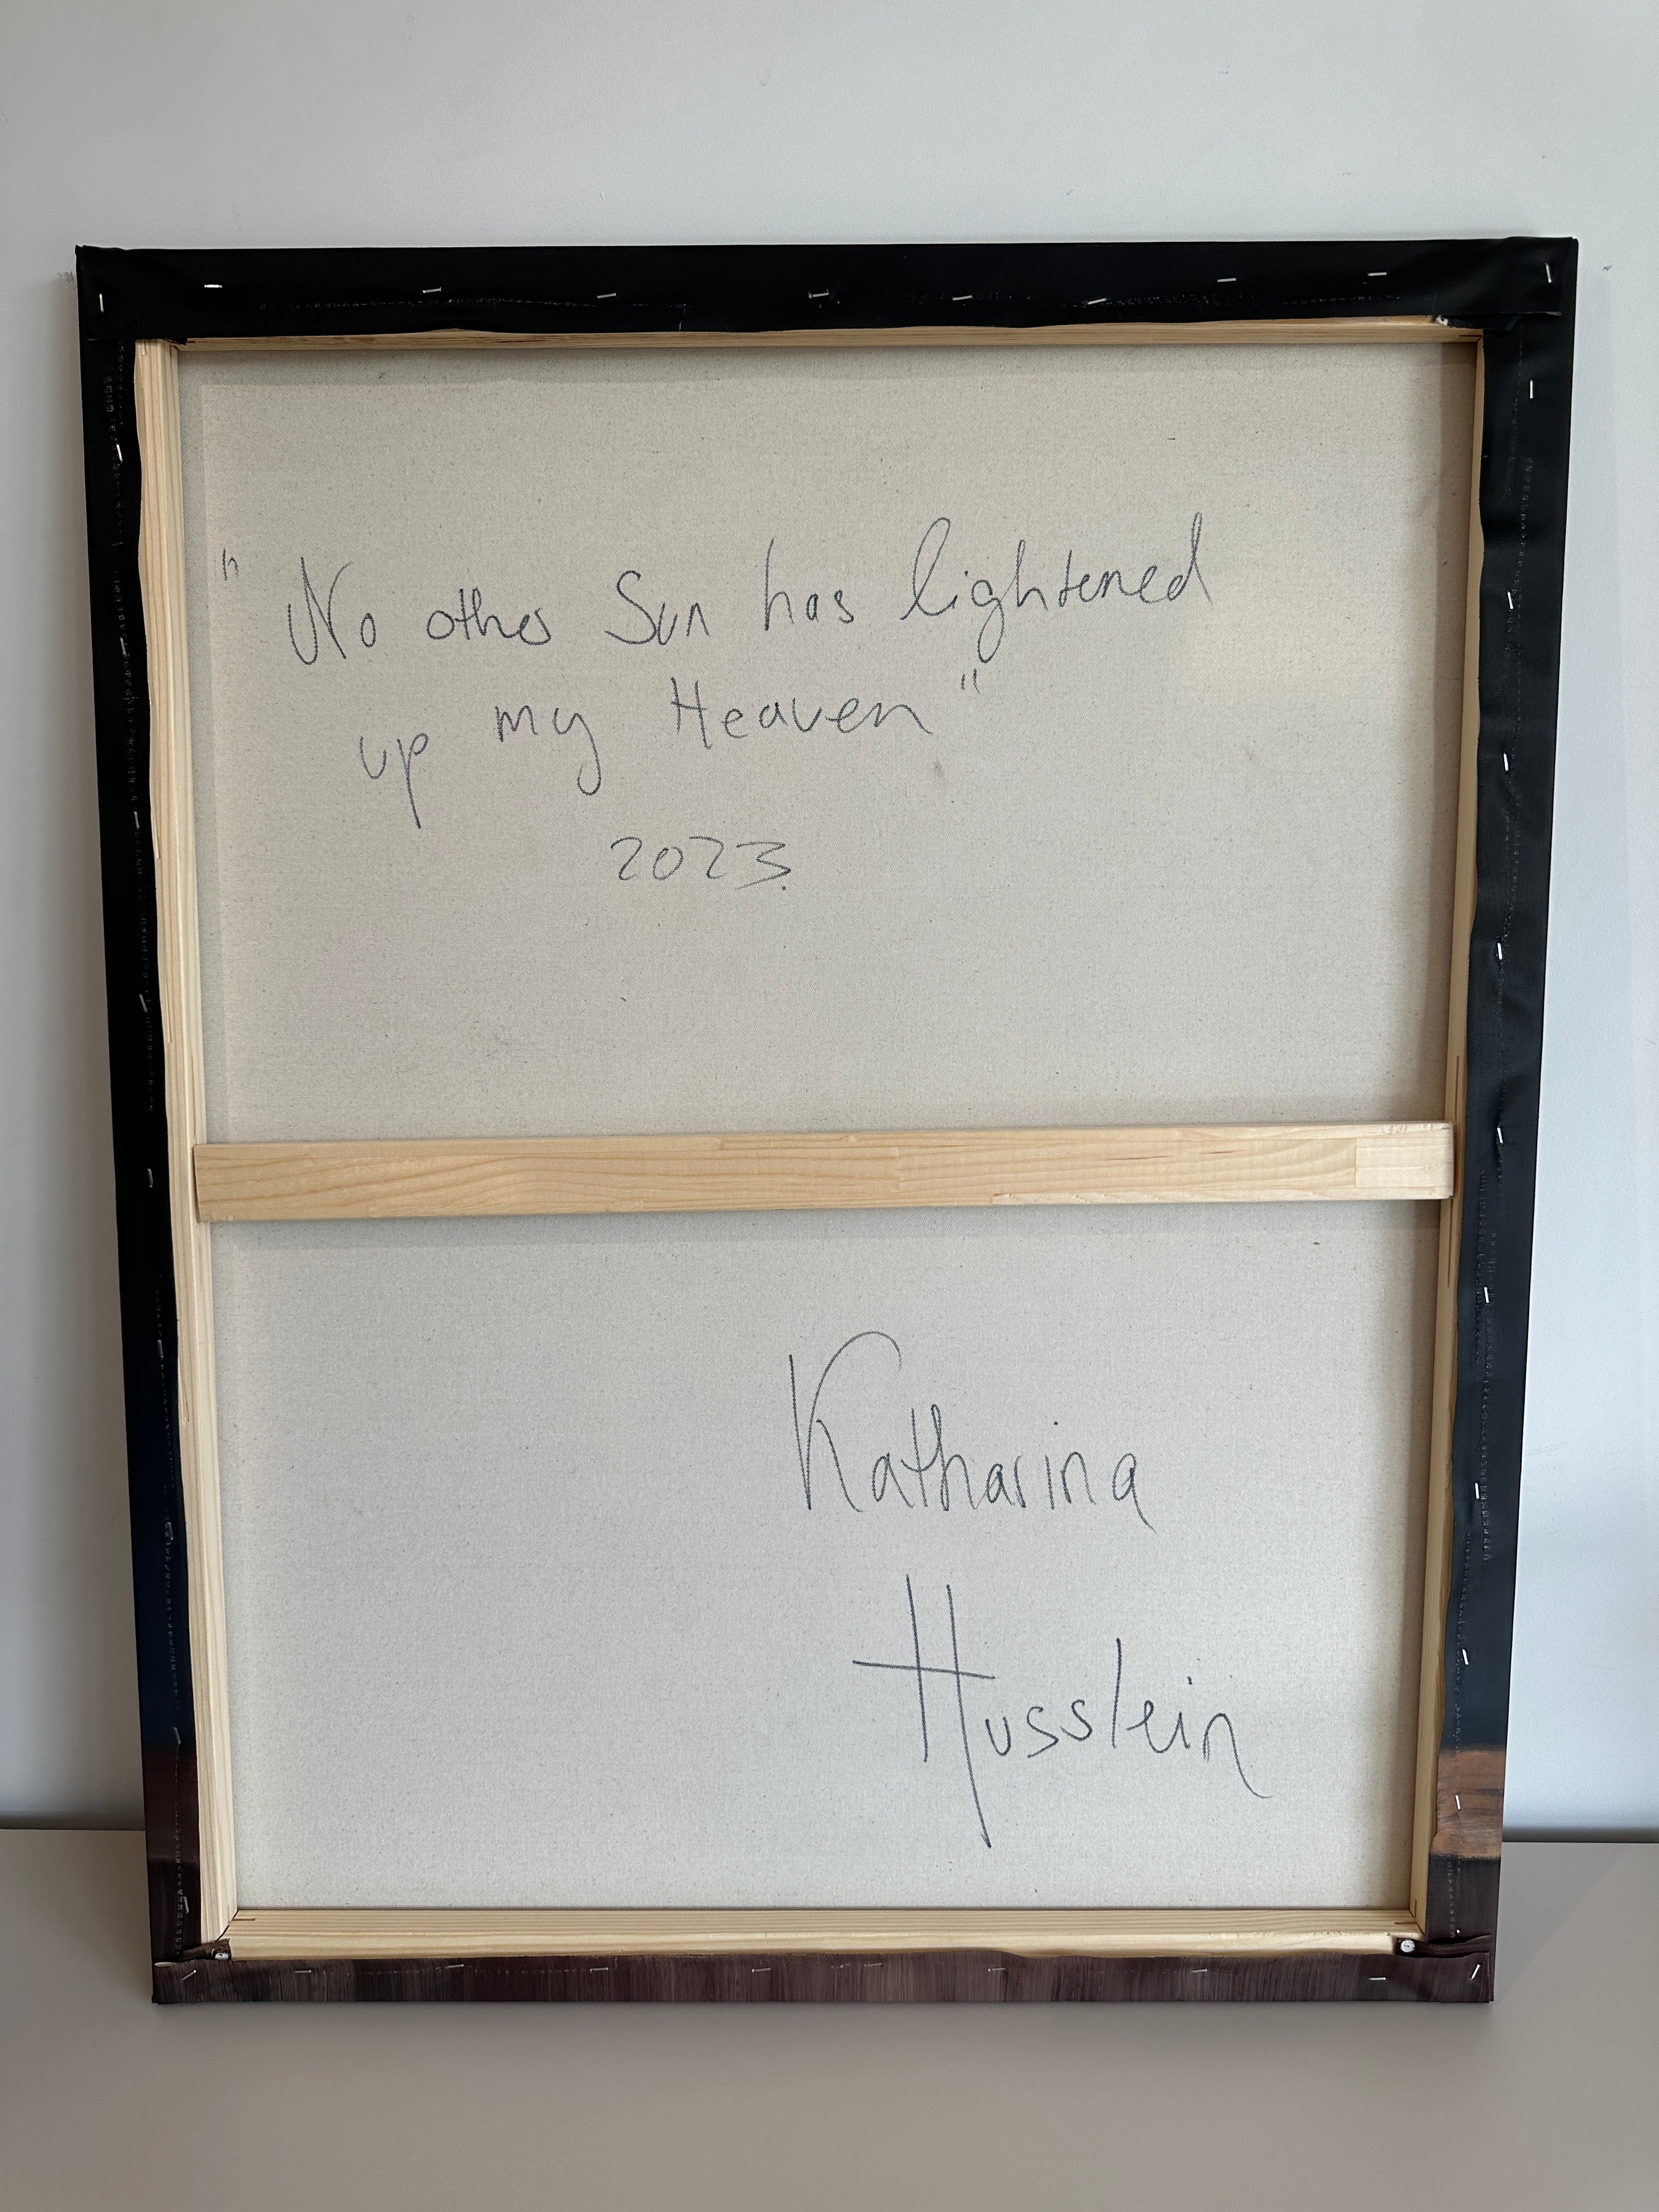 "No other Sun has lightened
up my Heaven"
2023.
Katharina
Husslein